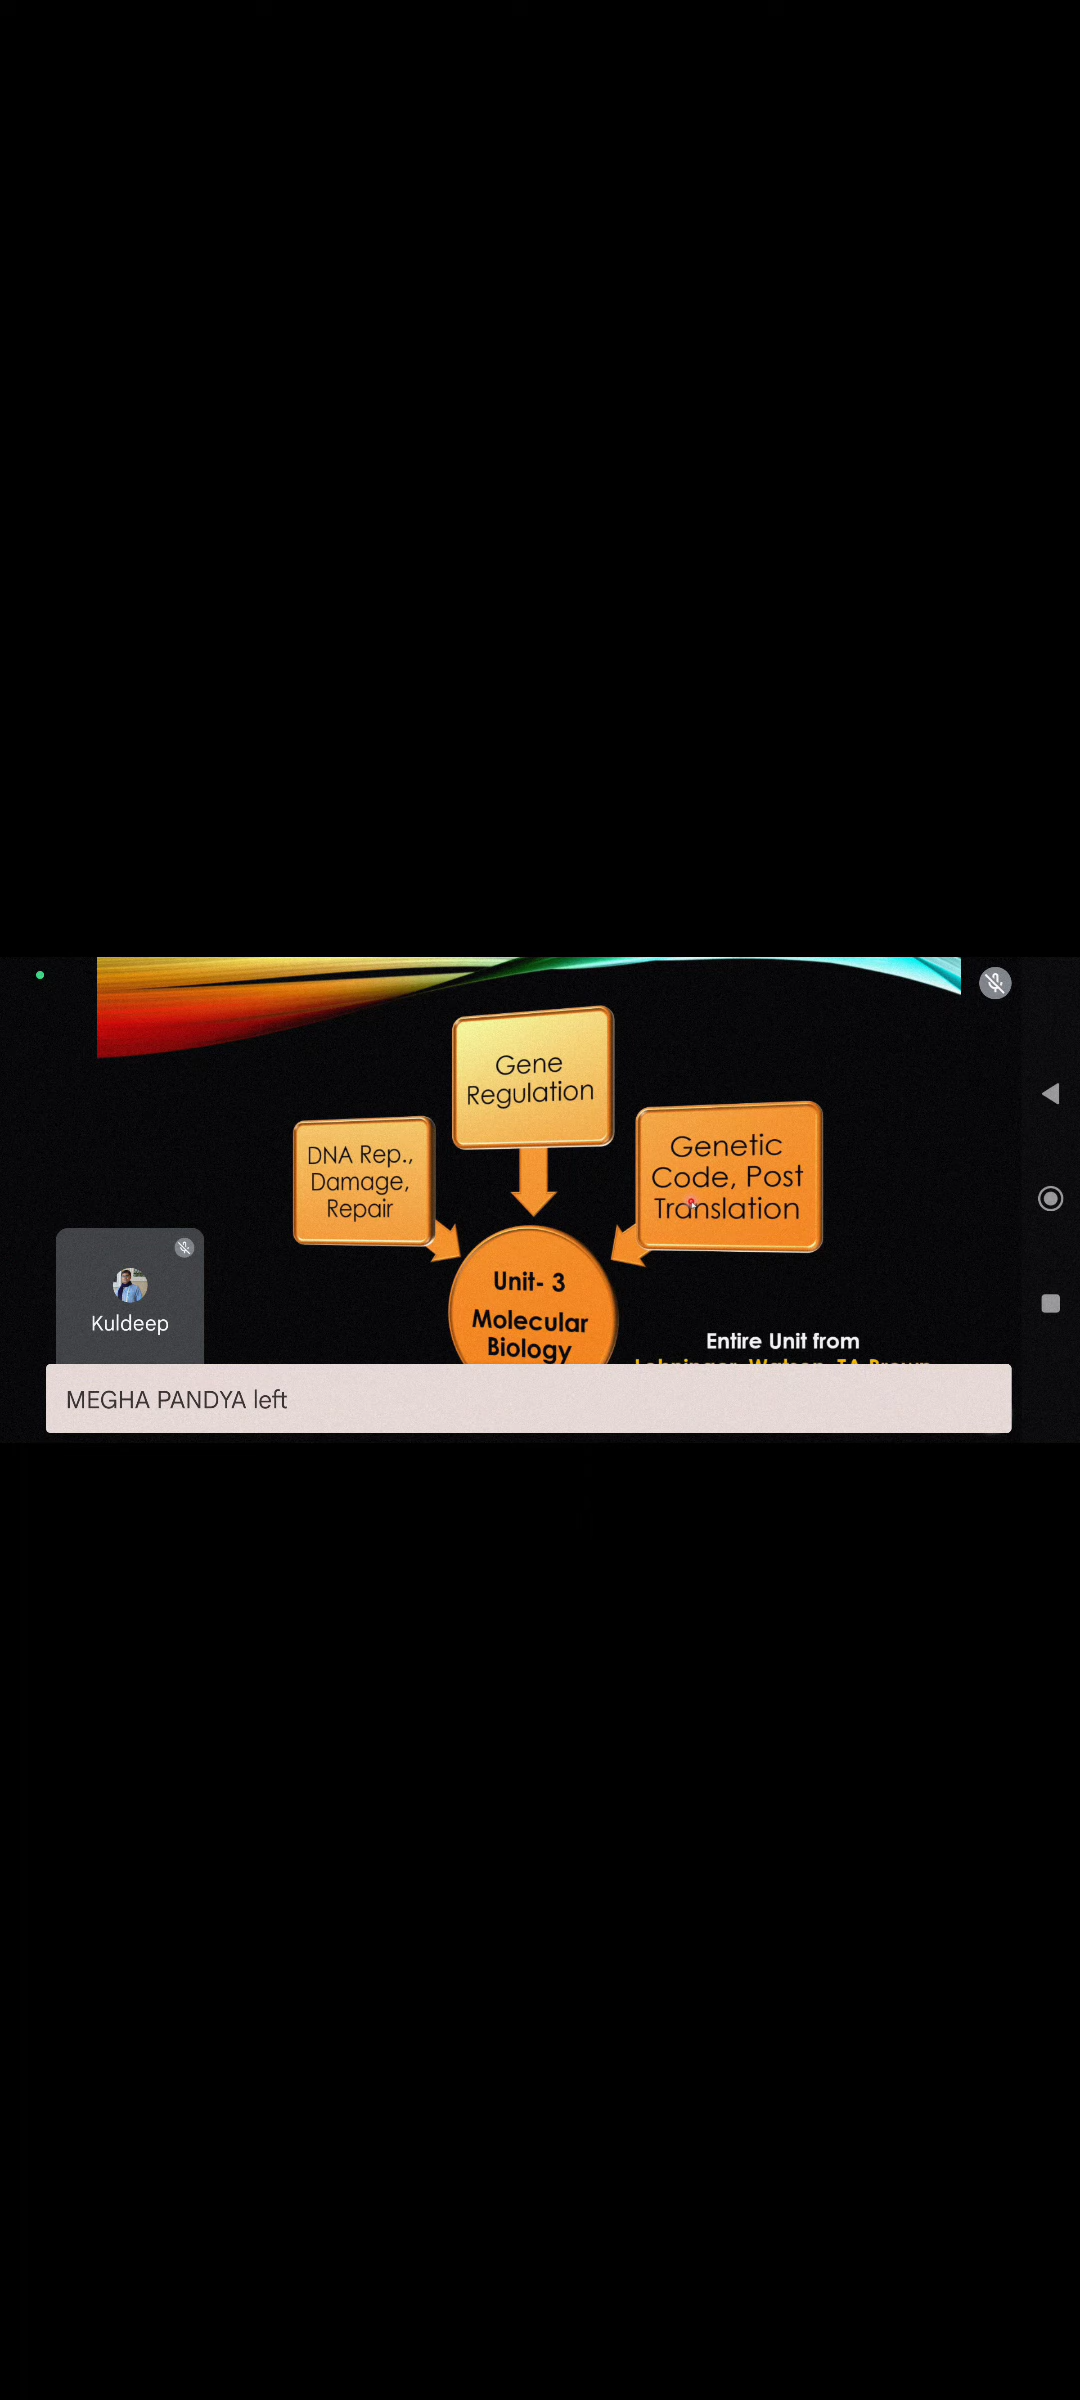 Gene
Regulation
DNA Rep.,
Damage,
Repair
Genetic
Code, Post
Translation
Unit- 3
Molecular
Biology
Kuldeep
Entire Unit from
MEGHA PANDYA left